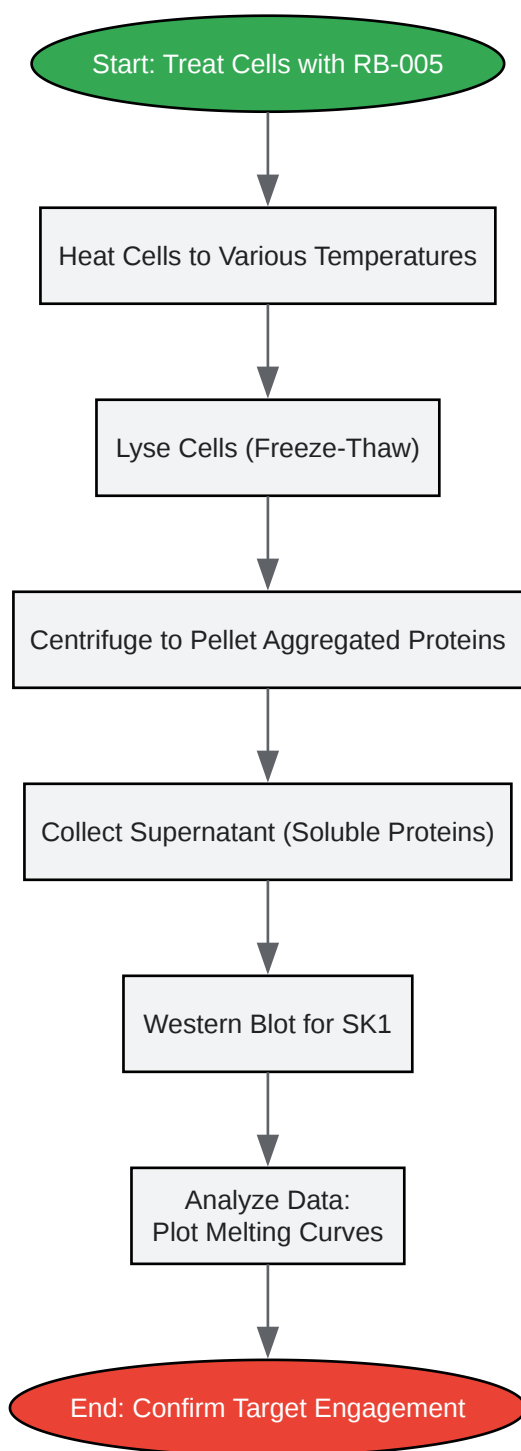 Start: Treat Cells with RB-005
Heat Cells to Various Temperatures
Lyse Cells (Freeze-Thaw)
Centrifuge to Pellet Aggregated Proteins
Collect Supernatant (Soluble Proteins)
Western Blot for SK1
Analyze Data:
Plot Melting Curves
End: Confirm Target Engagement